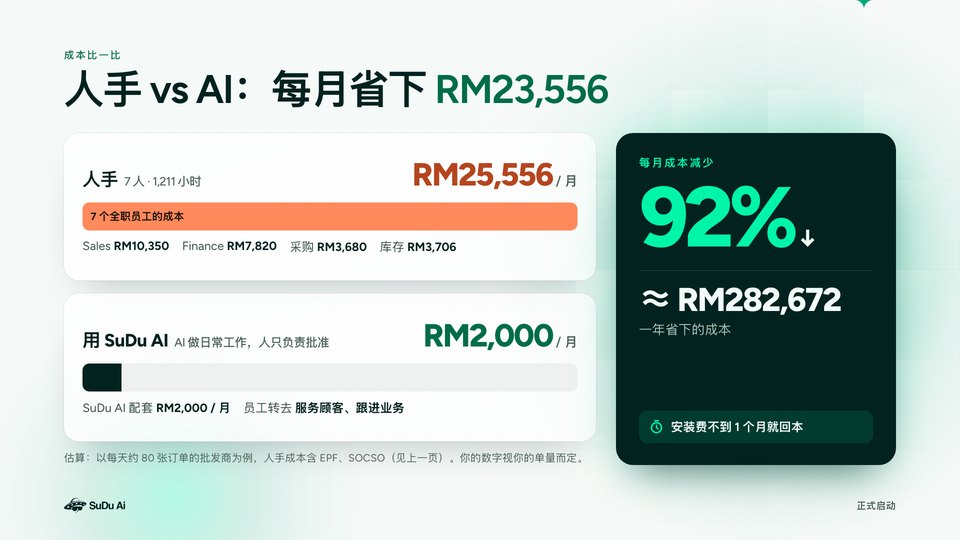 成本比一比
人手 vs AI：每月省下 RM23,556
人手 7 人 · 1,211 小时 RM25,556 / 月
7 个全职员工的成本
Sales RM10,350 Finance RM7,820 采购 RM3,680 库存 RM3,706
用 SuDu AI AI 做日常工作，人只负责批准 RM2,000 / 月
SuDu AI 配套 RM2,000 / 月 员工转去 服务顾客、跟进业务
估算：以每天约 80 张订单的批发商为例，人手成本含 EPF、SOCSO（见上一页）。你的数字视你的单量而定。
每月成本减少
92%↓
≈ RM282,672
一年省下的成本
安装费不到 1 个月就回本
SuDu Ai
正式启动